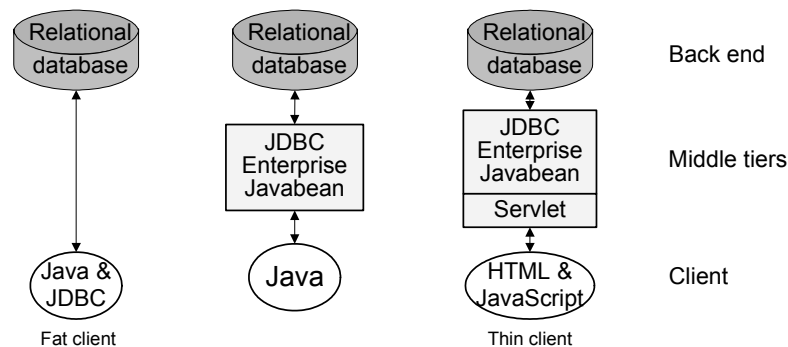 Relational
database
Relational
database
Relational
database
Back end
JDBC
Enterprise
Javabean
JDBC
Enterprise
Javabean
Servlet
Middle tiers
Java &
JDBC
Java
HTML &
JavaScript
Client
Fat client
Thin client